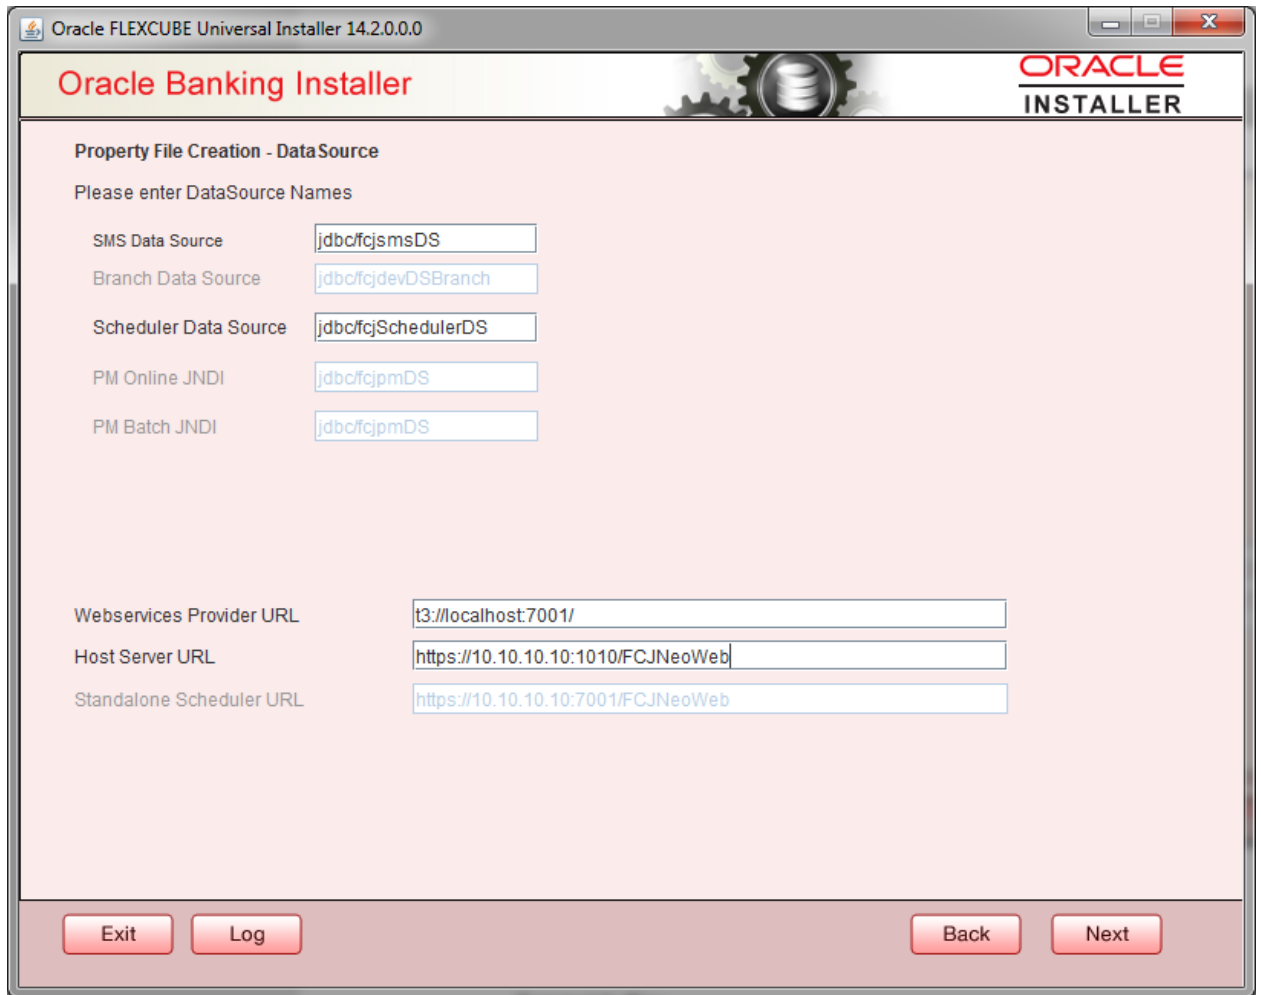 Oracle FLEXCUBE Universal Installer 14.2.0.0.0
Oracle Banking Installer
ORACLE
INSTALLER
Property File Creation - DataSource
Please enter DataSource Names
SMS Data Source jdbc/fcjsmsDS
Branch Data Source jdbc/fcjdevDSBranch
Scheduler Data Source jdbc/fcjSchedulerDS
PM Online JNDI jdbc/fcjpmDS
PM Batch JNDI jdbc/fcjpmDS
Webservices Provider URL t3://localhost:7001/
Host Server URL https://10.10.10.10:1010/FCJNeoWeb
Standalone Scheduler URL https://10.10.10.10:7001/FCJNeoWeb
Exit Log Back Next